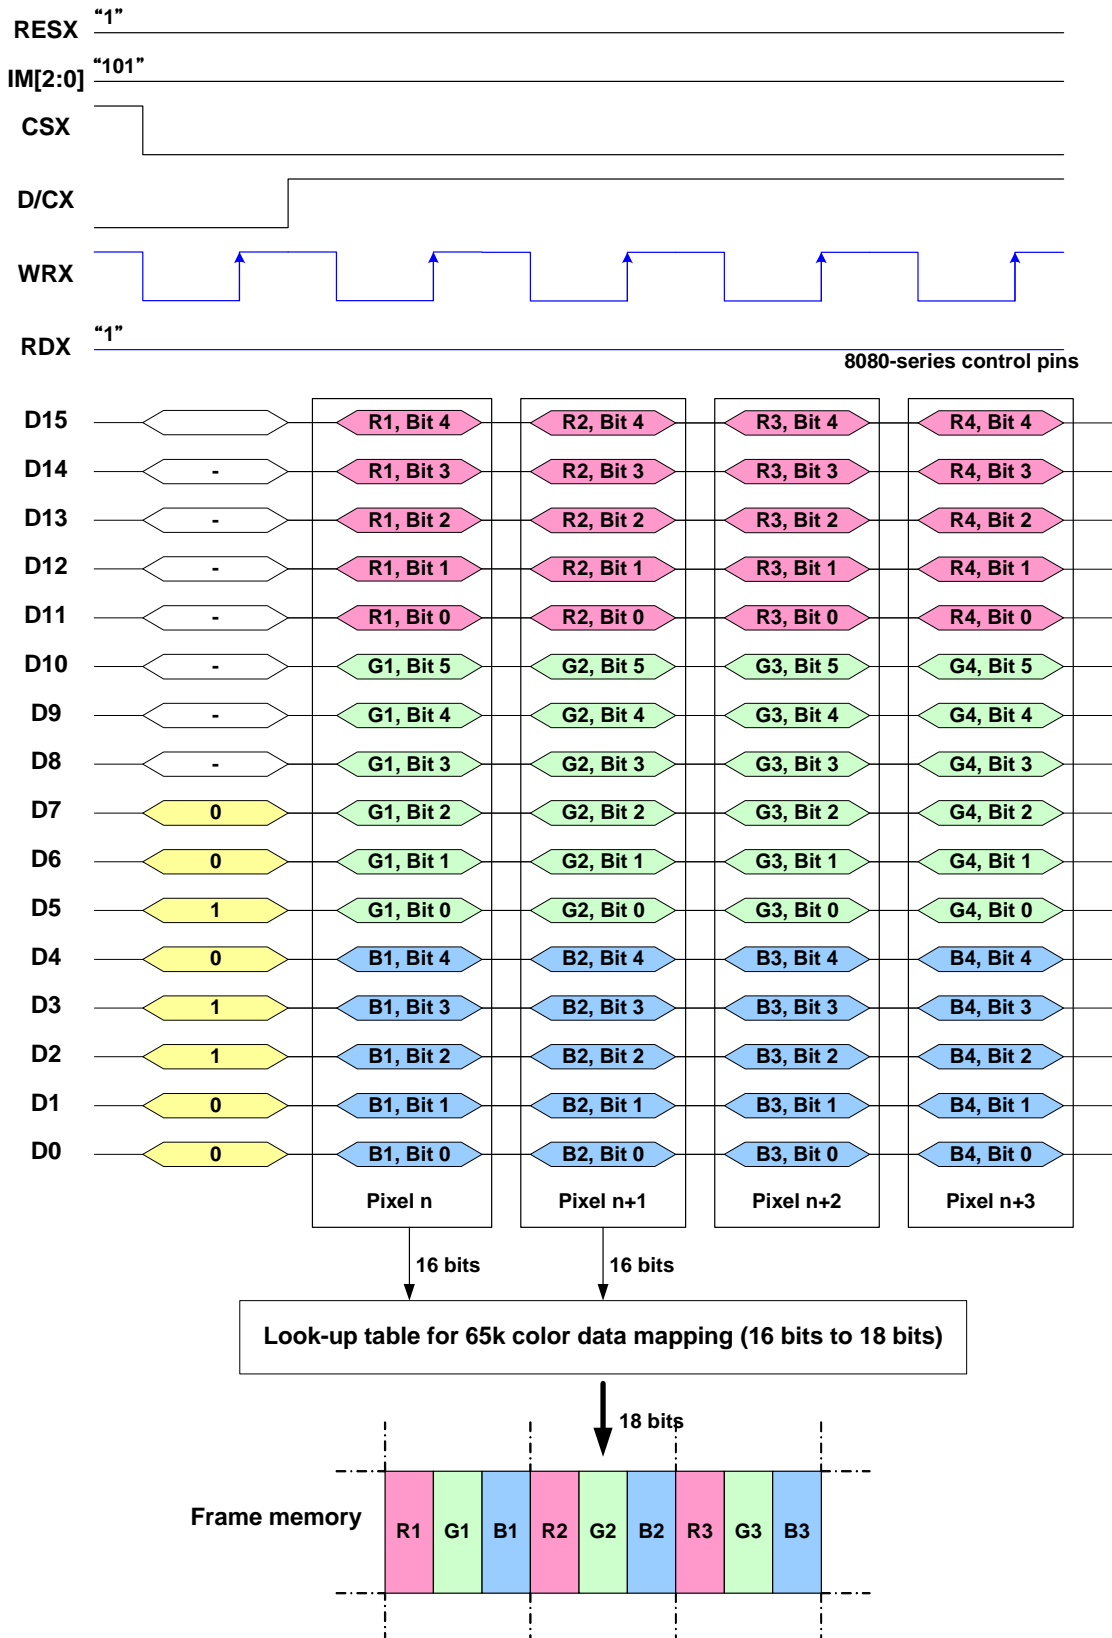 RESX “1”
IM[2:0] “101”
CSX
D/CX
WRX
RDX “1”
8080-series control pins
D15 R1, Bit 4 R2, Bit 4 R3, Bit 4 R4, Bit 4
D14 - R1, Bit 3 R2, Bit 3 R3, Bit 3 R4, Bit 3
D13 - R1, Bit 2 R2, Bit 2 R3, Bit 2 R4, Bit 2
D12 - R1, Bit 1 R2, Bit 1 R3, Bit 1 R4, Bit 1
D11 - R1, Bit 0 R2, Bit 0 R3, Bit 0 R4, Bit 0
D10 - G1, Bit 5 G2, Bit 5 G3, Bit 5 G4, Bit 5
D9 - G1, Bit 4 G2, Bit 4 G3, Bit 4 G4, Bit 4
D8 - G1, Bit 3 G2, Bit 3 G3, Bit 3 G4, Bit 3
D7 0 G1, Bit 2 G2, Bit 2 G3, Bit 2 G4, Bit 2
D6 0 G1, Bit 1 G2, Bit 1 G3, Bit 1 G4, Bit 1
D5 1 G1, Bit 0 G2, Bit 0 G3, Bit 0 G4, Bit 0
D4 0 B1, Bit 4 B2, Bit 4 B3, Bit 4 B4, Bit 4
D3 1 B1, Bit 3 B2, Bit 3 B3, Bit 3 B4, Bit 3
D2 1 B1, Bit 2 B2, Bit 2 B3, Bit 2 B4, Bit 2
D1 0 B1, Bit 1 B2, Bit 1 B3, Bit 1 B4, Bit 1
D0 0 B1, Bit 0 B2, Bit 0 B3, Bit 0 B4, Bit 0
Pixel n Pixel n+1 Pixel n+2 Pixel n+3
16 bits 16 bits
Look-up table for 65k color data mapping (16 bits to 18 bits)
18 bits
Frame memory R1 G1 B1 R2 G2 B2 R3 G3 B3